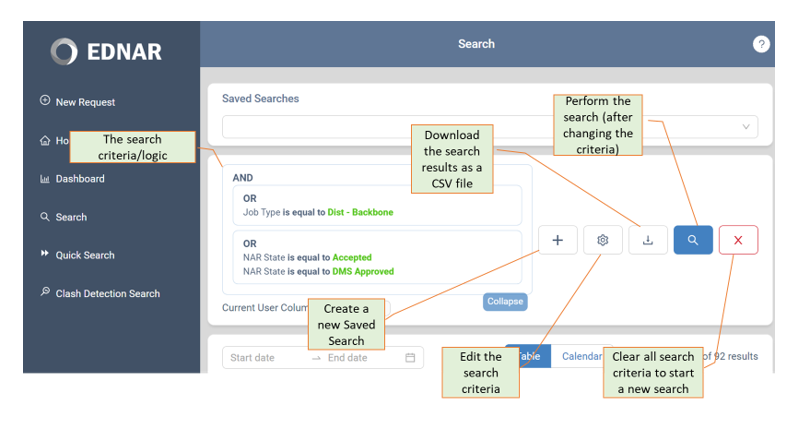 EDNAR
Search
?
New Request
Ho
Dashboard
Search
Quick Search
Clash Detection Search
Saved Searches
The search
criteria/logic
Download
the search
results as a
CSV file
Perform the
search (after
changing the
criteria)
AND
OR
Job Type is equal to Dist - Backbone
OR
NAR State is equal to Accepted
NAR State is equal to DMS Approved
Current User Colum
Collapse
Create a
new Saved
Search
Start date
End date
Edit the
search
criteria
Table
Calendar
Clear all search
criteria to start
a new search
of 92 results